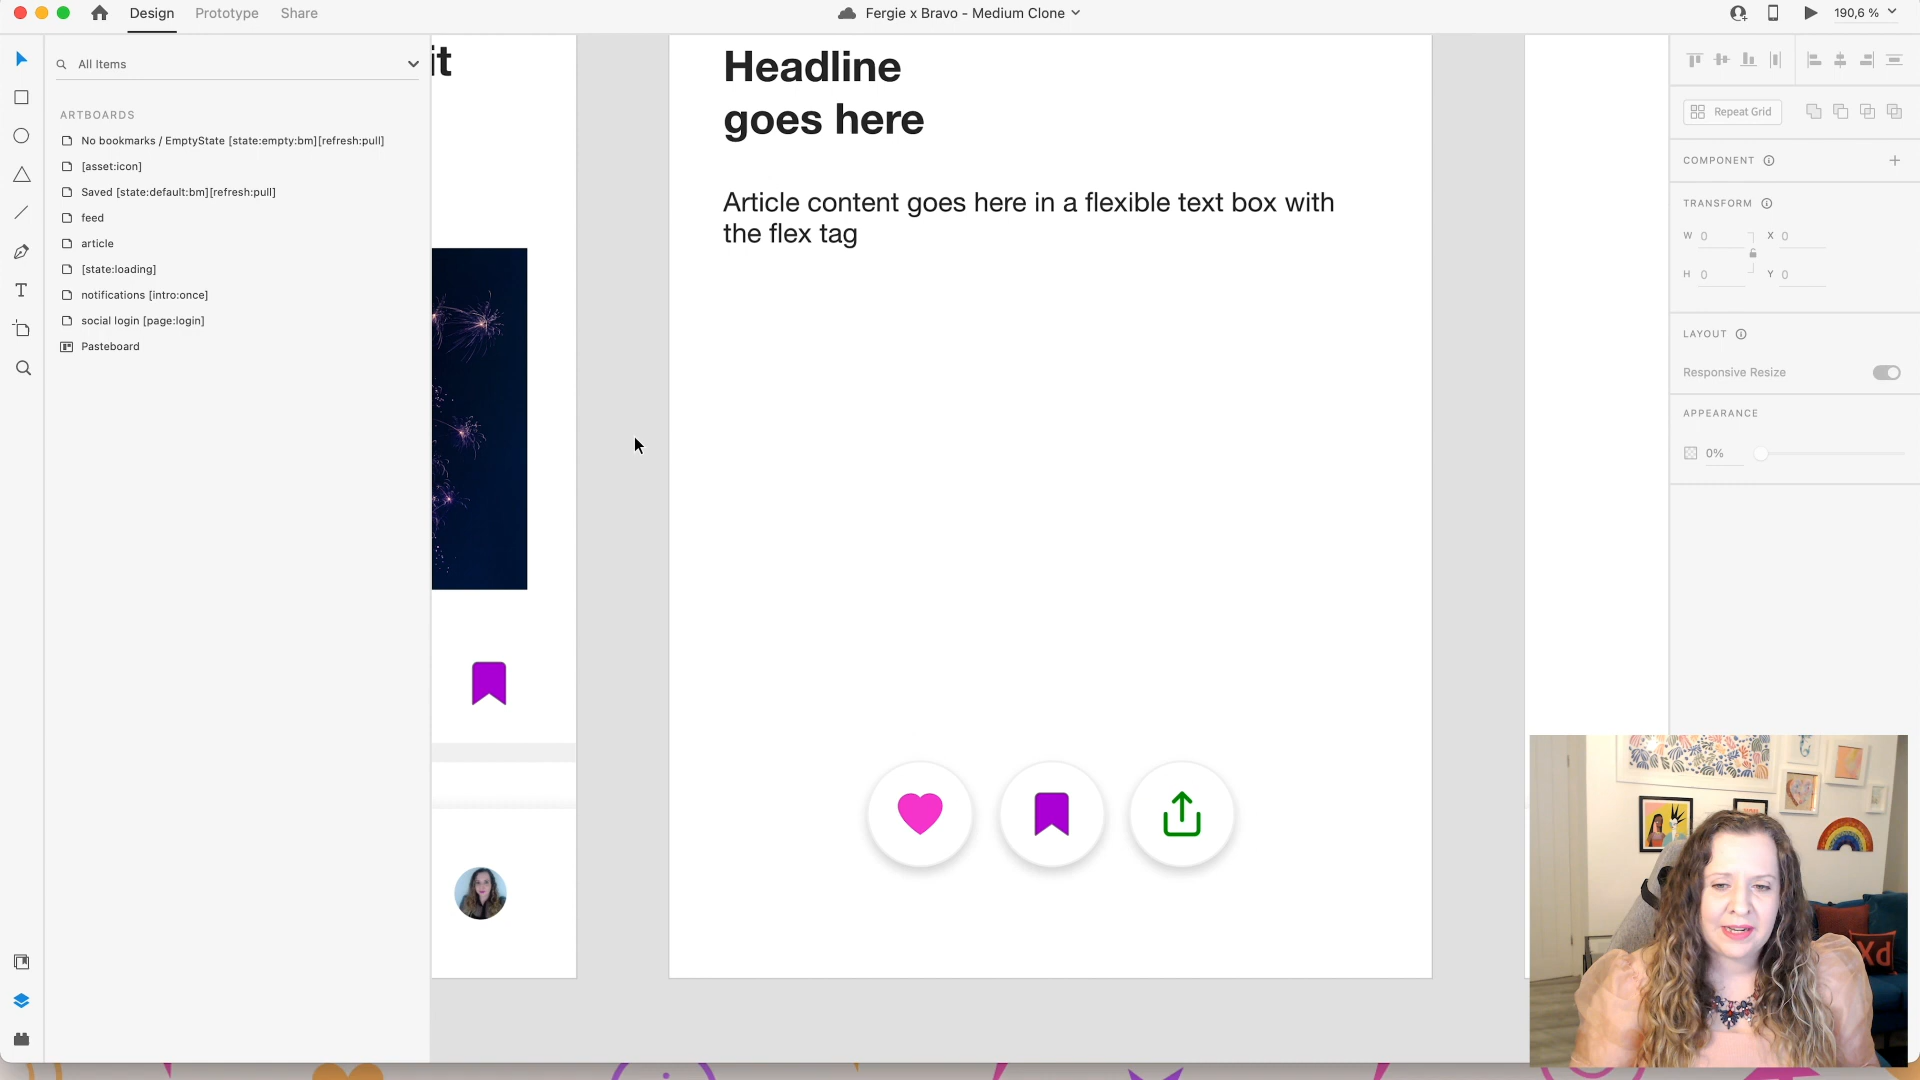 Design
Prototype
Share
Fergie x Bravo - Medium Clone
190,6 %
All Items
ARTBOARDS
No bookmarks / EmptyState [state:empty:bm][refresh:pull]
[asset:icon]
Saved [state:default:bm][refresh:pull]
feed
article
[state:loading]
notifications [intro:once]
social login [page:login]
Pasteboard
it
Headline
goes here
Article content goes here in a flexible text box with
the flex tag
Repeat Grid
COMPONENT
TRANSFORM
W 0 X 0
H 0 Y 0
LAYOUT
Responsive Resize
APPEARANCE
0%
Xd